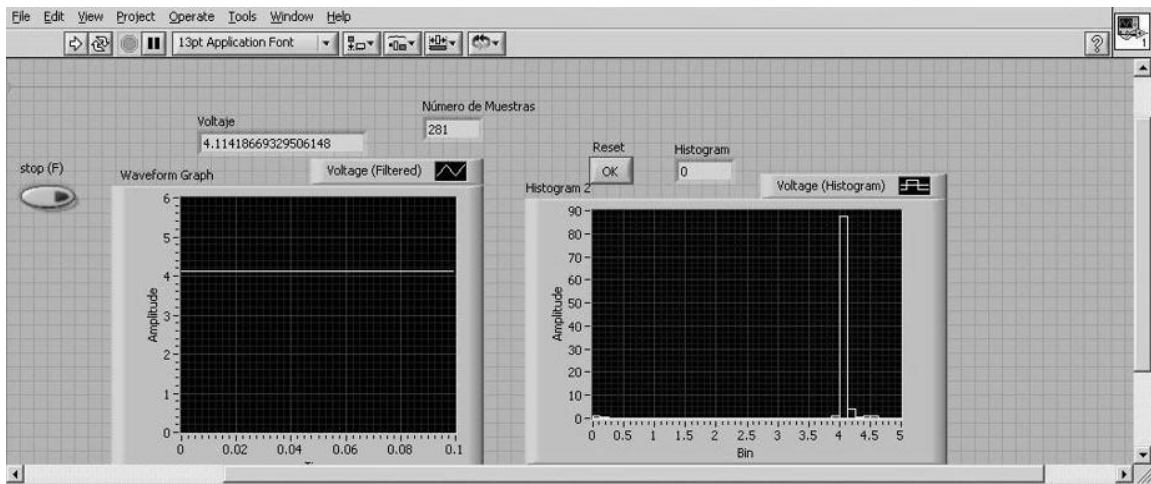 File Edit View Project Operate Tools Window Help
13pt Application Font
1
Número de Muestras
281
Voltaje
4.11418669329506148
stop (F)
Waveform Graph
Voltage (Filtered)
Amplitude
6
5
4
3
2
1
0
0 0.02 0.04 0.06 0.08 0.1
Reset
OK
Histogram
0
Histogram 2
Voltage (Histogram)
Amplitude
90
80
70
60
50
40
30
20
10
0
0 0.5 1 1.5 2 2.5 3 3.5 4 4.5 5
Bin